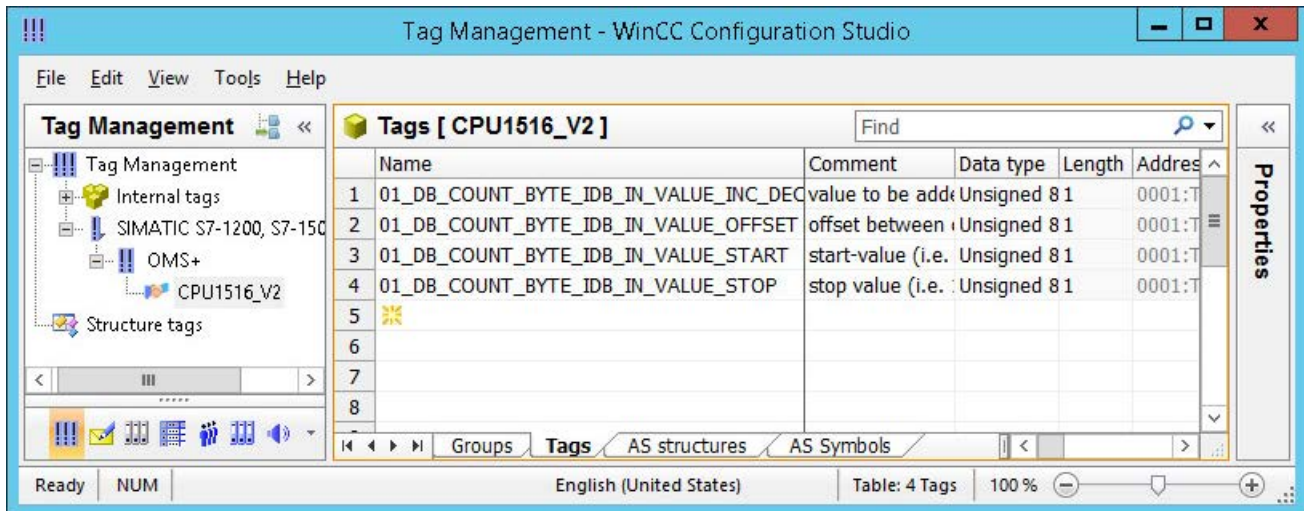 Tag Management - WinCC Configuration Studio
File Edit View Tools Help
Tag Management
Tag Management
Internal tags
SIMATIC S7-1200, S7-150
OMS+
CPU1516_V2
Structure tags
Tags [ CPU1516_V2 ]
Find
Name Comment Data type Length Addres
1 01_DB_COUNT_BYTE_IDB_IN_VALUE_INC_DEC value to be adde Unsigned 8 1 0001:T
2 01_DB_COUNT_BYTE_IDB_IN_VALUE_OFFSET offset between Unsigned 8 1 0001:T
3 01_DB_COUNT_BYTE_IDB_IN_VALUE_START start-value (i.e. Unsigned 8 1 0001:T
4 01_DB_COUNT_BYTE_IDB_IN_VALUE_STOP stop value (i.e. Unsigned 8 1 0001:T
5
6
7
8
Groups Tags AS structures AS Symbols
Properties
Ready NUM English (United States) Table: 4 Tags 100 %